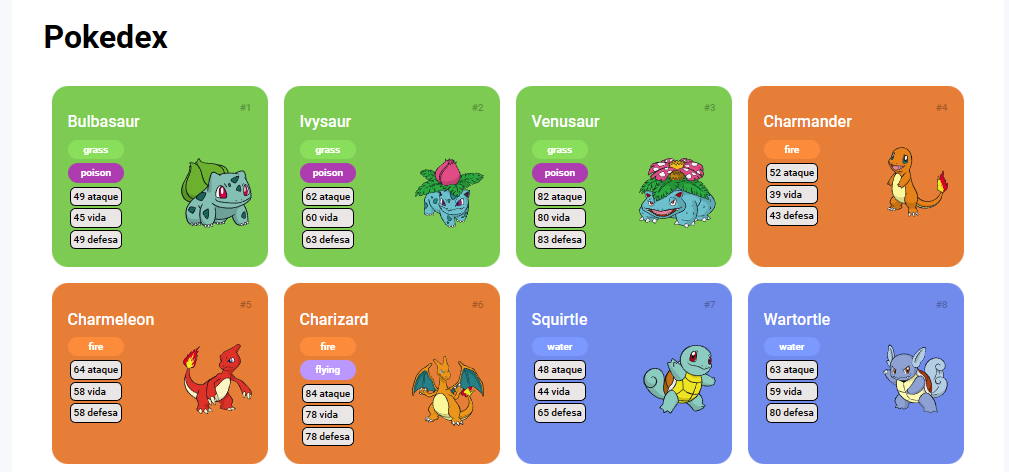 Pokedex
#1
Bulbasaur
grass
poison
49 ataque
45 vida
49 defesa
#2
Ivysaur
grass
poison
62 ataque
60 vida
63 defesa
#3
Venusaur
grass
poison
82 ataque
80 vida
83 defesa
#4
Charmander
fire
52 ataque
39 vida
43 defesa
#5
Charmeleon
fire
64 ataque
58 vida
58 defesa
#6
Charizard
fire
flying
84 ataque
78 vida
78 defesa
#7
Squirtle
water
48 ataque
44 vida
65 defesa
#8
Wartortle
water
63 ataque
59 vida
80 defesa